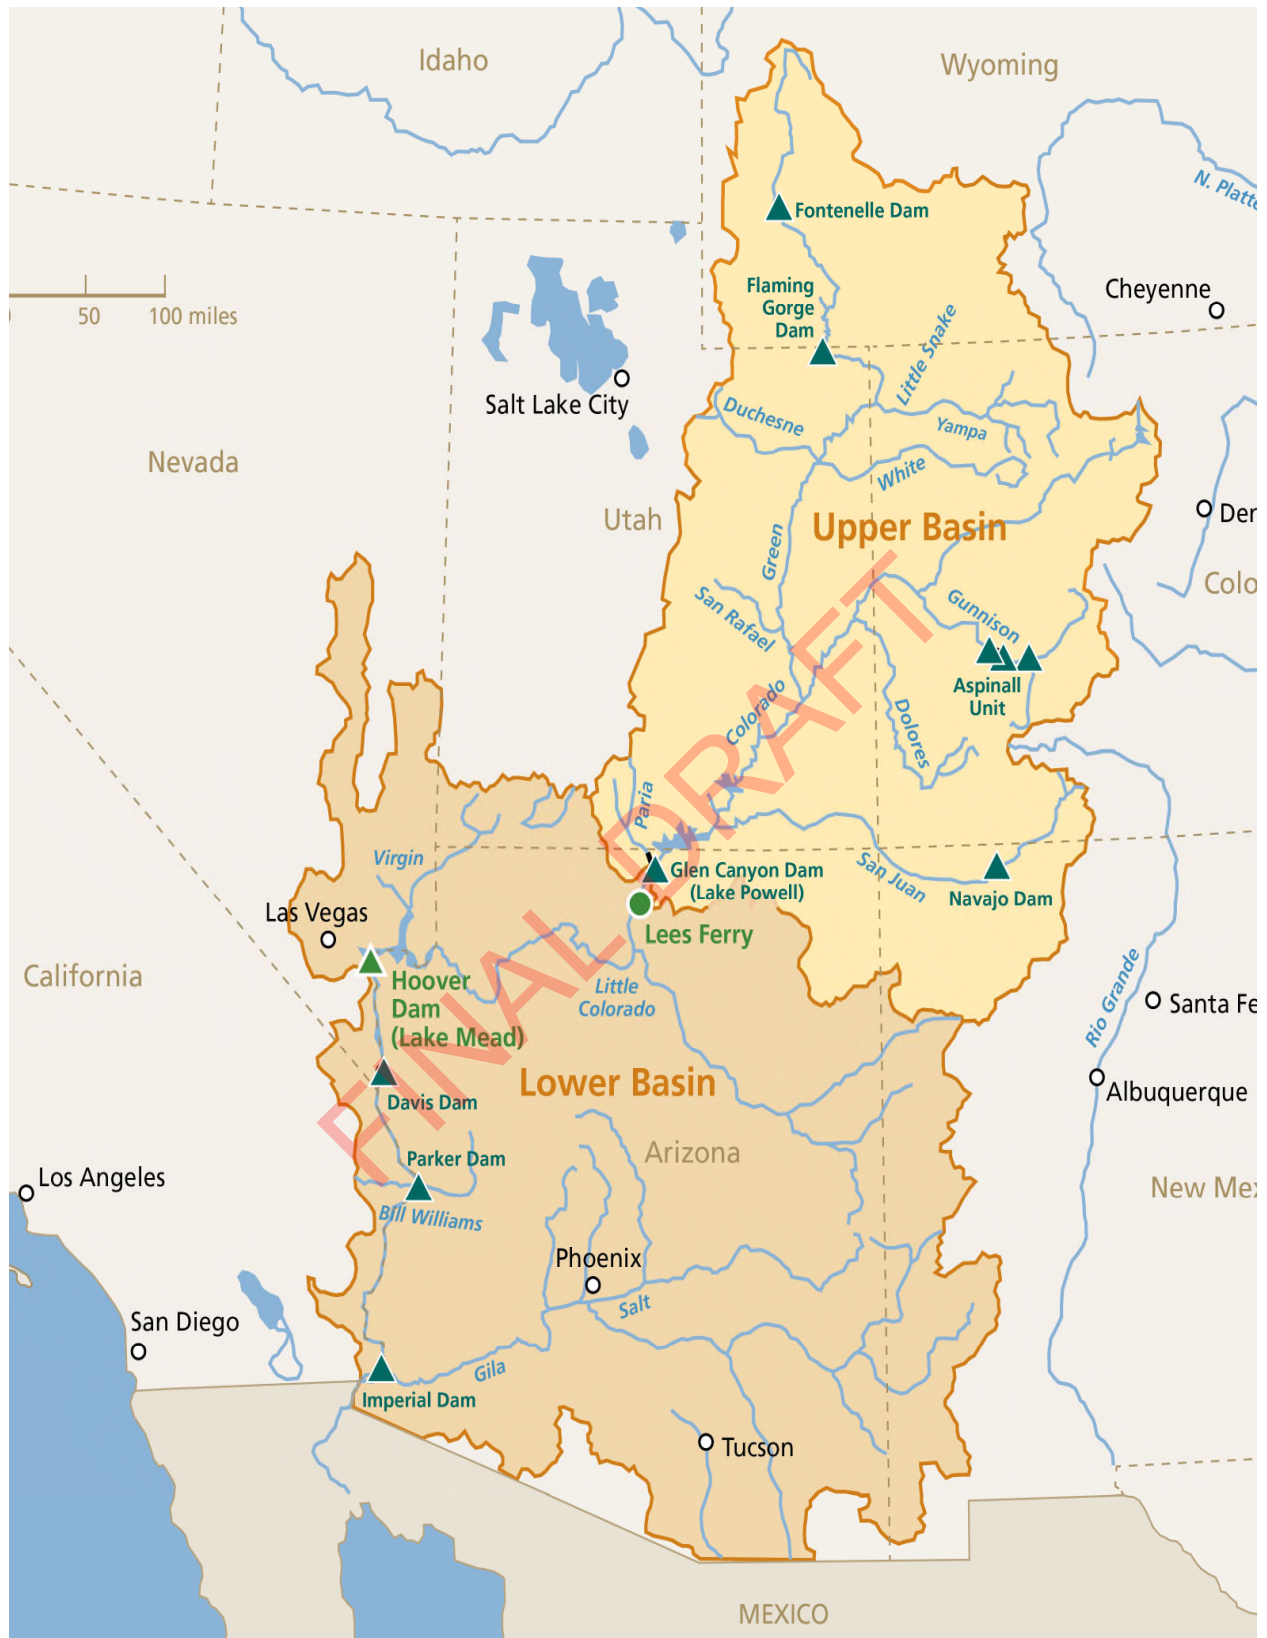 Idaho
Wyoming
N. Platte
Fontenelle Dam
Flaming
Gorge
Dam
Cheyenne
50
100 miles
Little Snake
Salt Lake City
Duchesne
Yampa
Nevada
White
Utah
Upper Basin
Den
Green
Colo
San Rafael
Gunnison
Aspinall
Unit
Colorado
Dolores
Paria
Virgin
Glen Canyon Dam
(Lake Powell)
San Juan
Navajo Dam
Las Vegas
Lees Ferry
California
Hoover
Dam
(Lake Mead)
Little
Colorado
Rio Grande
Santa Fe
Lower Basin
Davis Dam
Albuquerque
Arizona
Parker Dam
Los Angeles
New Mex
Bill Williams
Phoenix
Salt
San Diego
Gila
Imperial Dam
Tucson
MEXICO
FINAL DRAFT